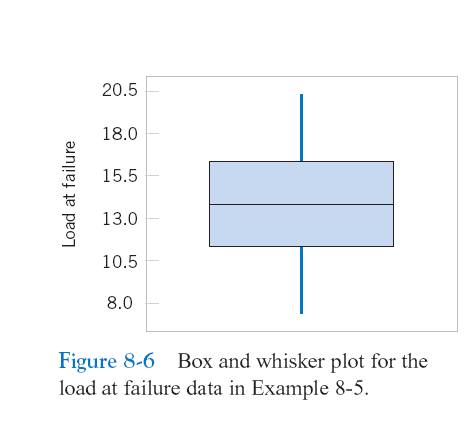 20.5
18.0
15.5
13.0
10.5
8.0
Load at failure
Figure 8-6 Box and whisker plot for the
load at failure data in Example 8-5.